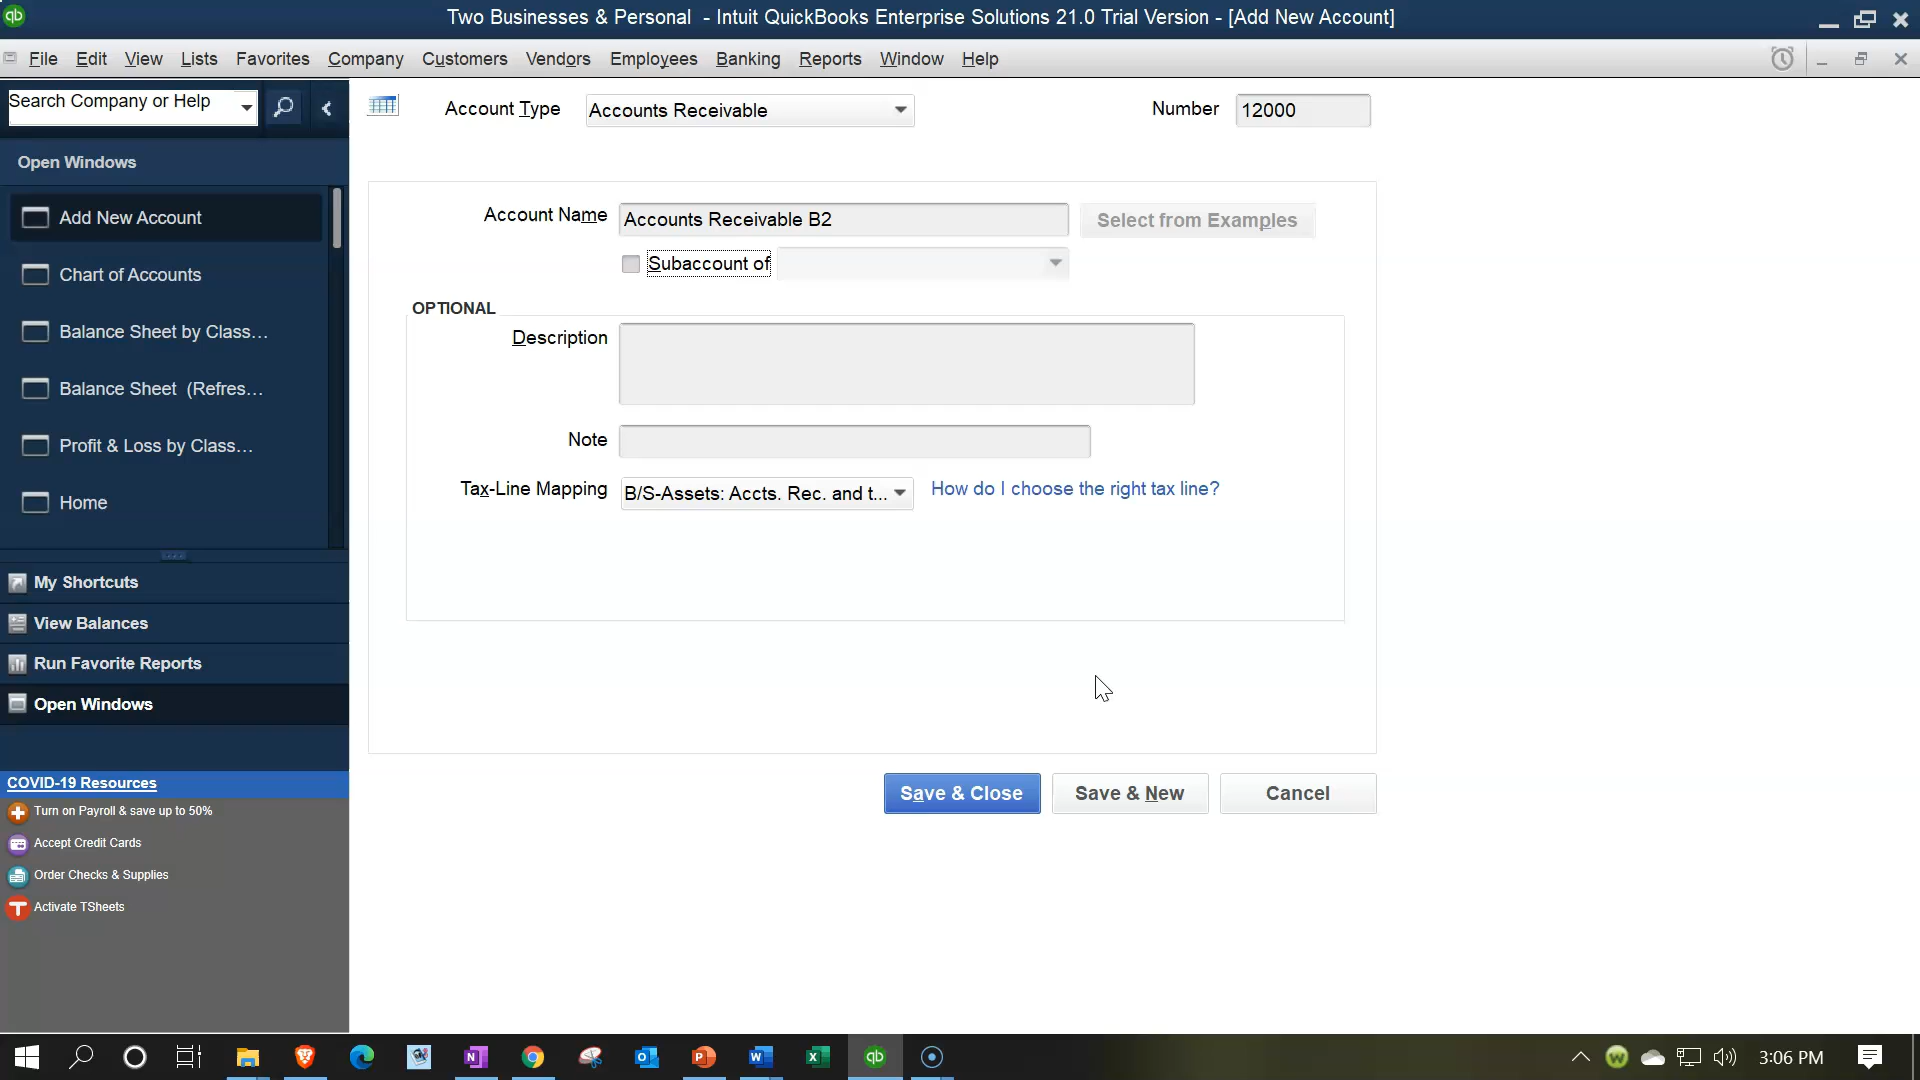 Two Businesses & Personal - Intuit QuickBooks Enterprise Solutions 21.0 Trial Version - [Add New Account]
File Edit View Lists Favorites Company Customers Vendors Employees Banking Reports Window Help
Search Company or Help
Account Type Accounts Receivable Number 12000
Open Windows
Add New Account
Chart of Accounts
Balance Sheet by Class...
Balance Sheet (Refres...
Profit & Loss by Class...
Home
My Shortcuts
View Balances
Run Favorite Reports
Open Windows
COVID-19 Resources
Turn on Payroll & save up to 50%
Accept Credit Cards
Order Checks & Supplies
Activate TSheets
Account Name Accounts Receivable B2 Select from Examples
Subaccount of
OPTIONAL
Description
Note
Tax-Line Mapping B/S-Assets: Accts. Rec. and t... How do I choose the right tax line?
Save & Close Save & New Cancel
3:06 PM